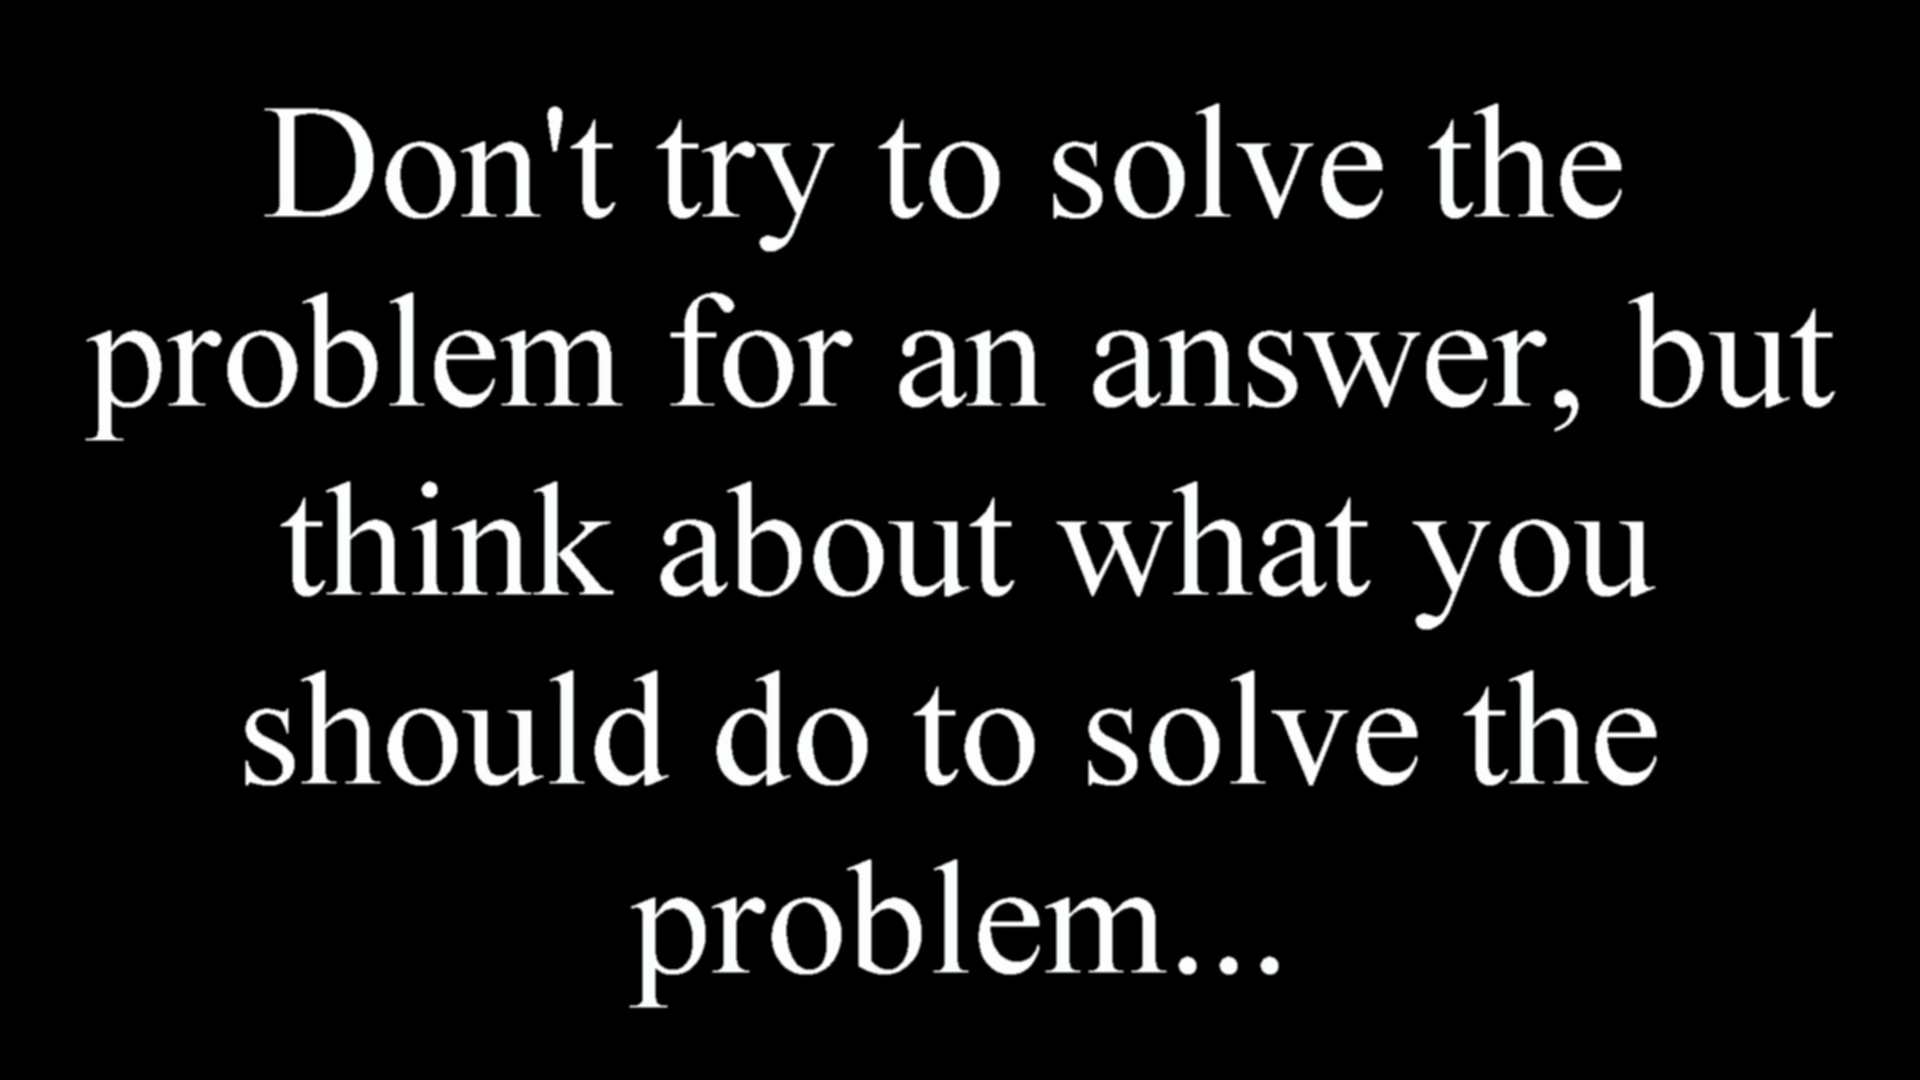 Don't try to solve the
problem for an answer, but
think about what you
should do to solve the
problem...